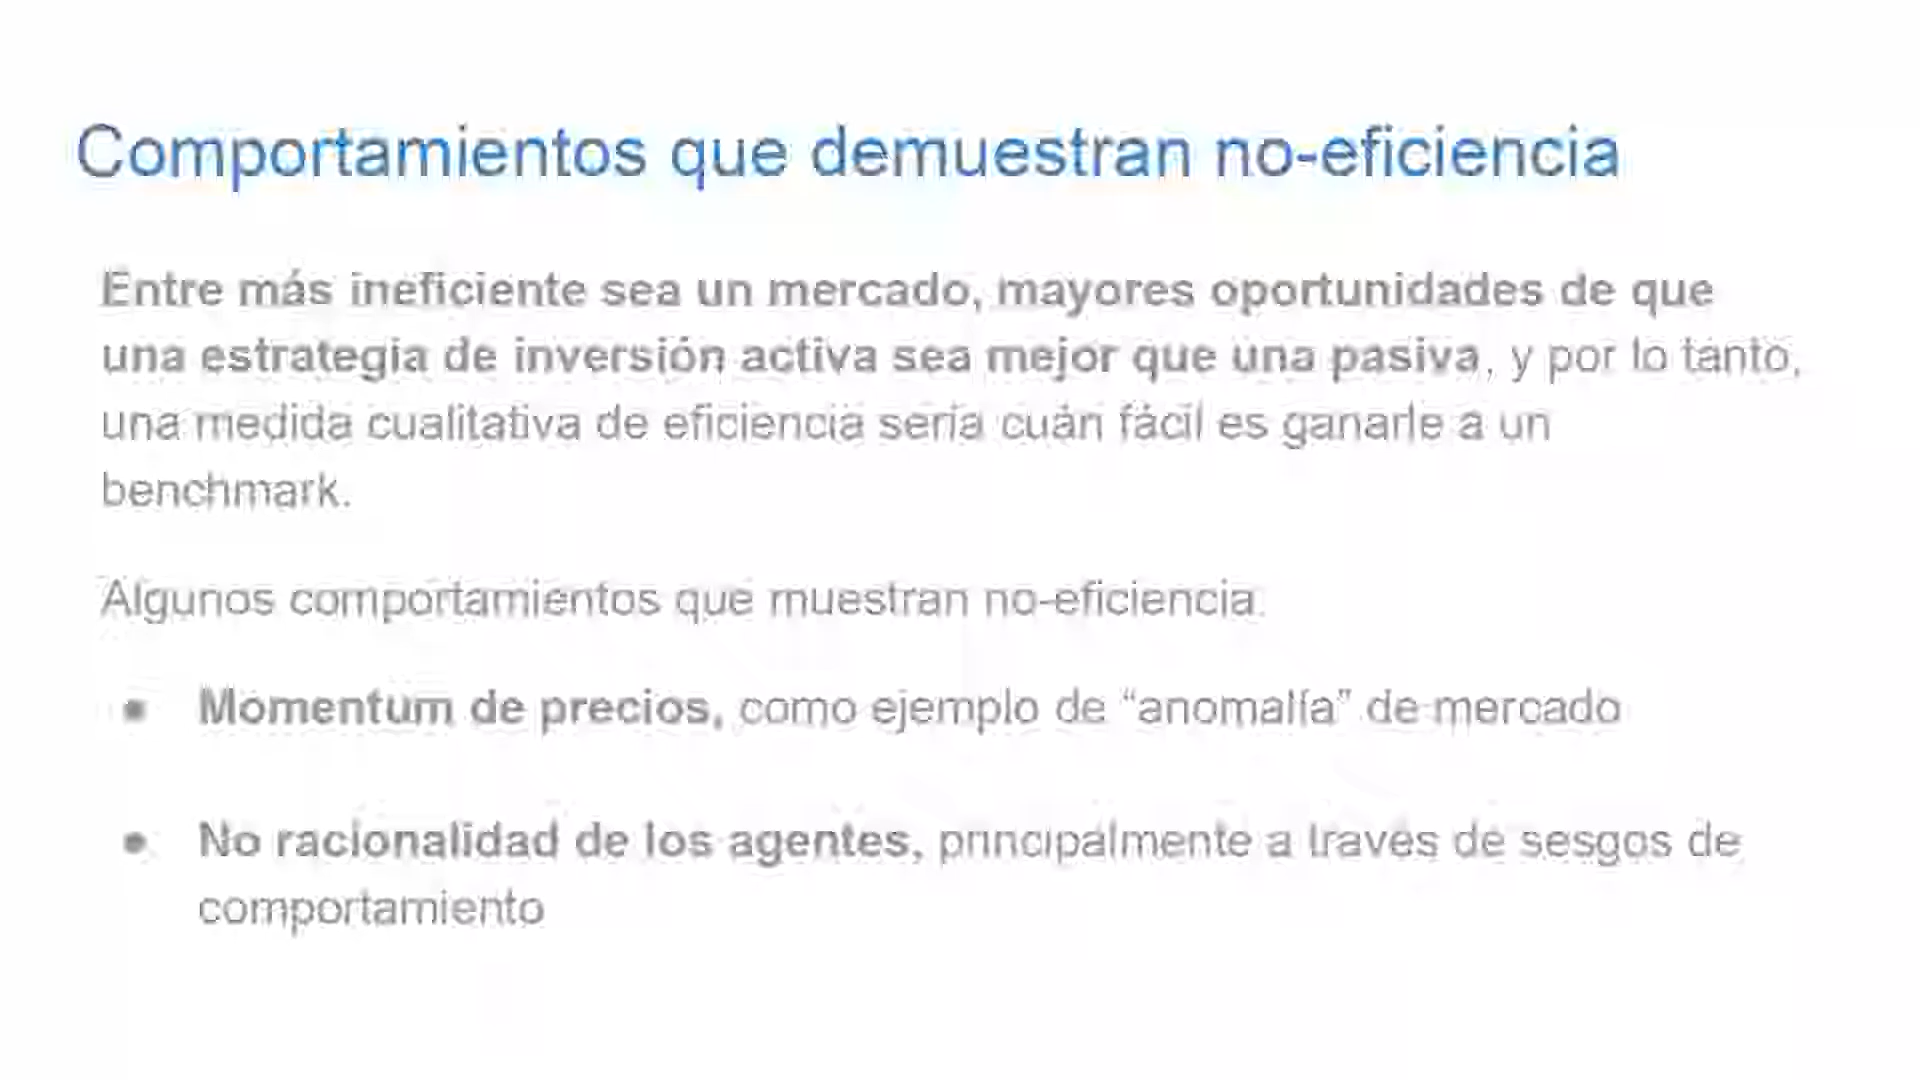 Comportamientos que demuestran no-eficiencia
Entre más ineficiente sea un mercado, mayores oportunidades de que
una estrategia de inversión activa sea mejor que una pasiva, y por lo tanto,
una medida cualitativa de eficiencia sería cuán fácil es ganarle a un
benchmark.
Algunos comportamientos que muestran no-eficiencia:
• Momentum de precios, como ejemplo de “anomalía” de mercado
• No racionalidad de los agentes, principalmente a través de sesgos de
comportamiento